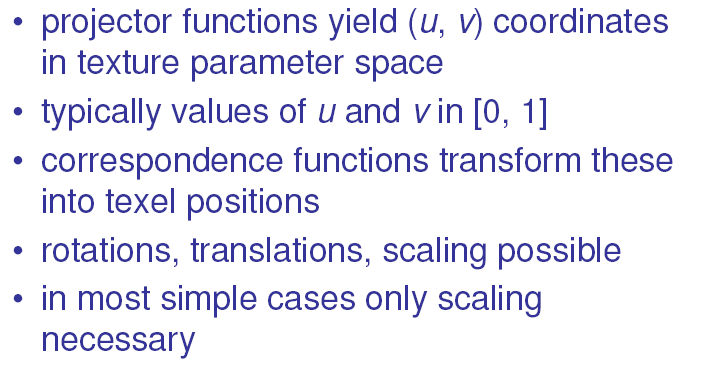 • projector functions yield (u, v) coordinates
in texture parameter space
• typically values of u and v in [0, 1]
• correspondence functions transform these
into texel positions
• rotations, translations, scaling possible
• in most simple cases only scaling
necessary